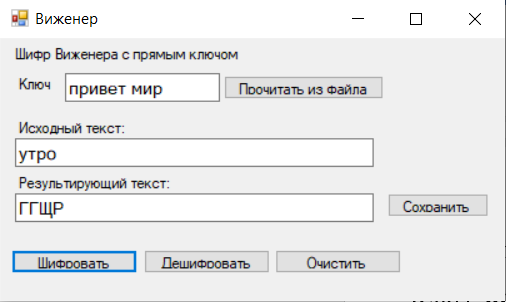 Виженер
Шифр Виженера с прямым ключом
Ключ привет мир Прочитать из файла
Исходный текст:
утро
Результирующий текст:
ГГЩР Сохранить
Шифровать Дешифровать Очистить